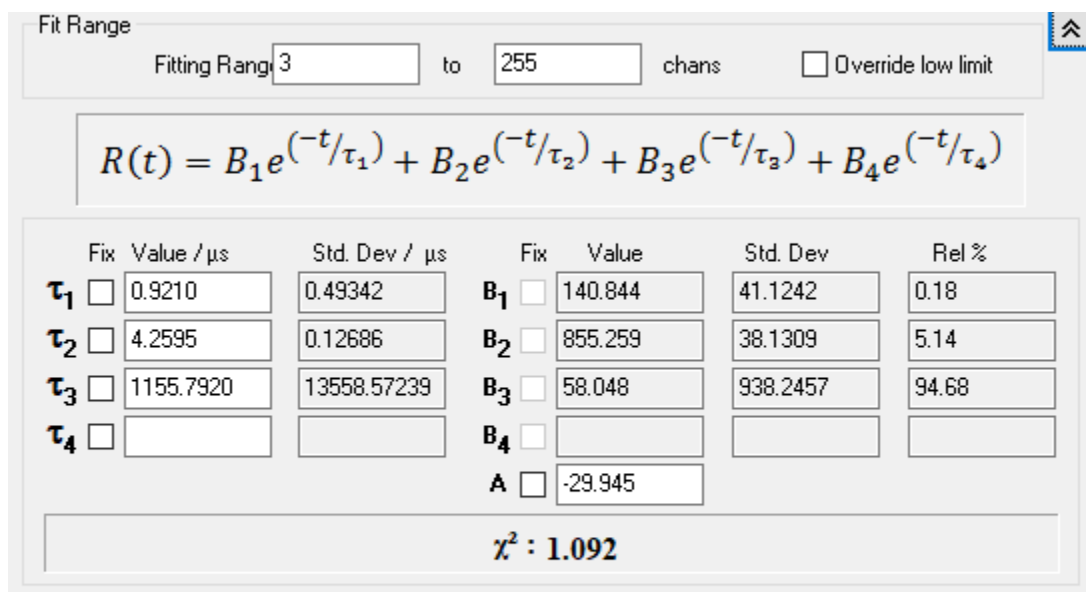 Fit Range
Fitting Rang 3 to 255 chans Override low limit
R(t) = B₁e^(−t/τ₁) + B₂e^(−t/τ₂) + B₃e^(−t/τ₃) + B₄e^(−t/τ₄)
Fix Value / µs Std. Dev / µs Fix Value Std. Dev Rel %
τ₁ 0.9210 0.49342 B₁ 140.844 41.1242 0.18
τ₂ 4.2595 0.12686 B₂ 855.259 38.1309 5.14
τ₃ 1155.7920 13558.57239 B₃ 58.048 938.2457 94.68
τ₄ B₄
A -29.945
χ² : 1.092